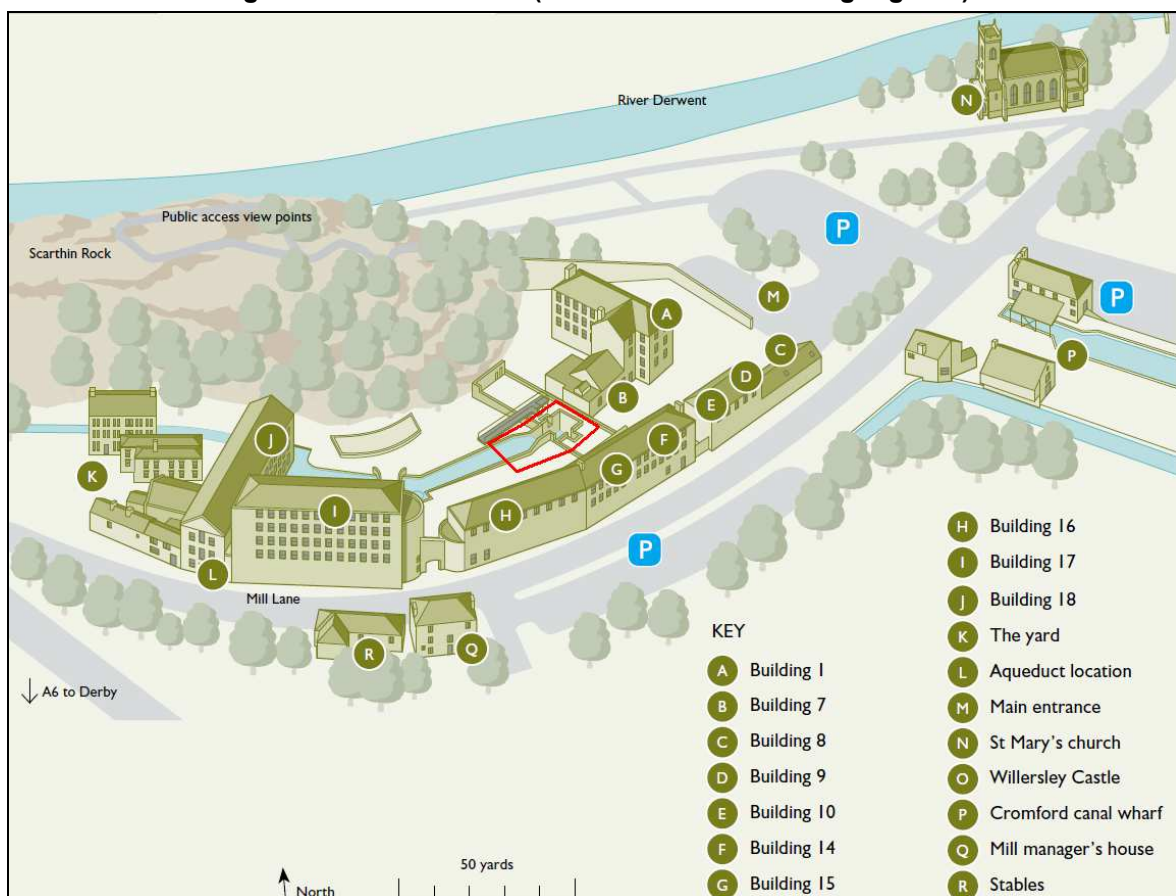 River Derwent
N
Public access view points
P
Scarthin Rock
A
M
P
C
P
D
B
E
J
F
G
K
I
H
H Building 16
P
I Building 17
L
Mill Lane
J Building 18
KEY
K The yard
R
Q
A Building 1
L Aqueduct location
A6 to Derby
B Building 7
M Main entrance
C Building 8
N St Mary's church
D Building 9
O Willersley Castle
E Building 10
P Cromford canal wharf
F Building 14
Q Mill manager's house
50 yards
North
G Building 15
R Stables